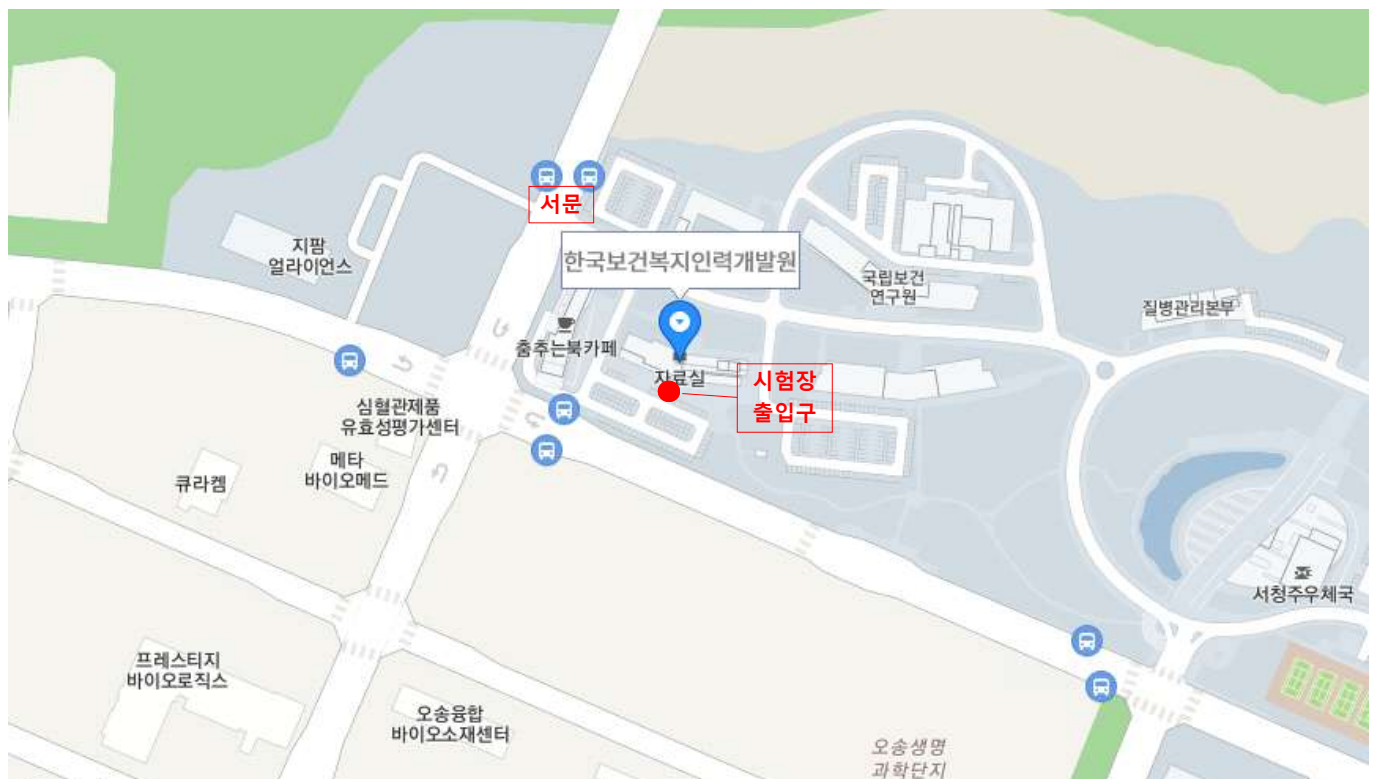 서문
한국보건복지인력개발원
지팜
얼라이언스
국립보건
연구원
질병관리본부
춤추는북카페
자료실
시험장
출입구
심혈관제품
유효성평가센터
메타
바이오메드
큐라켐
서청주우체국
프레스티지
바이오로직스
오송융합
바이오소재센터
오송생명
과학단지